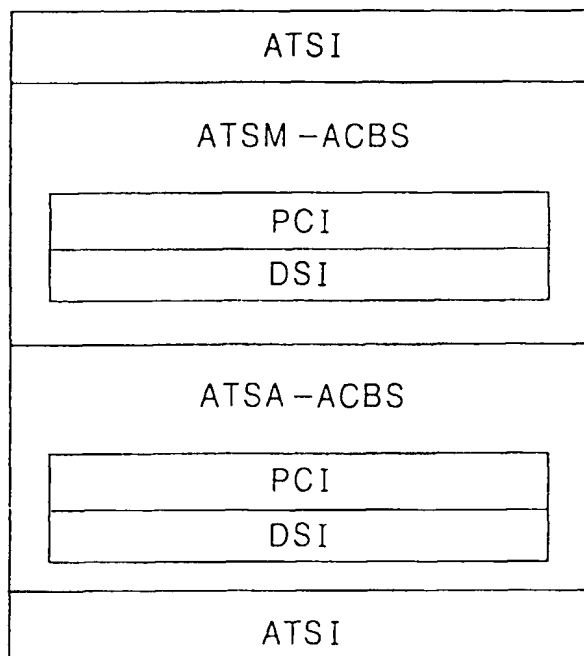 ATSI
ATSM-ACBS
PCI
DSI
ATSA-ACBS
PCI
DSI
ATSI